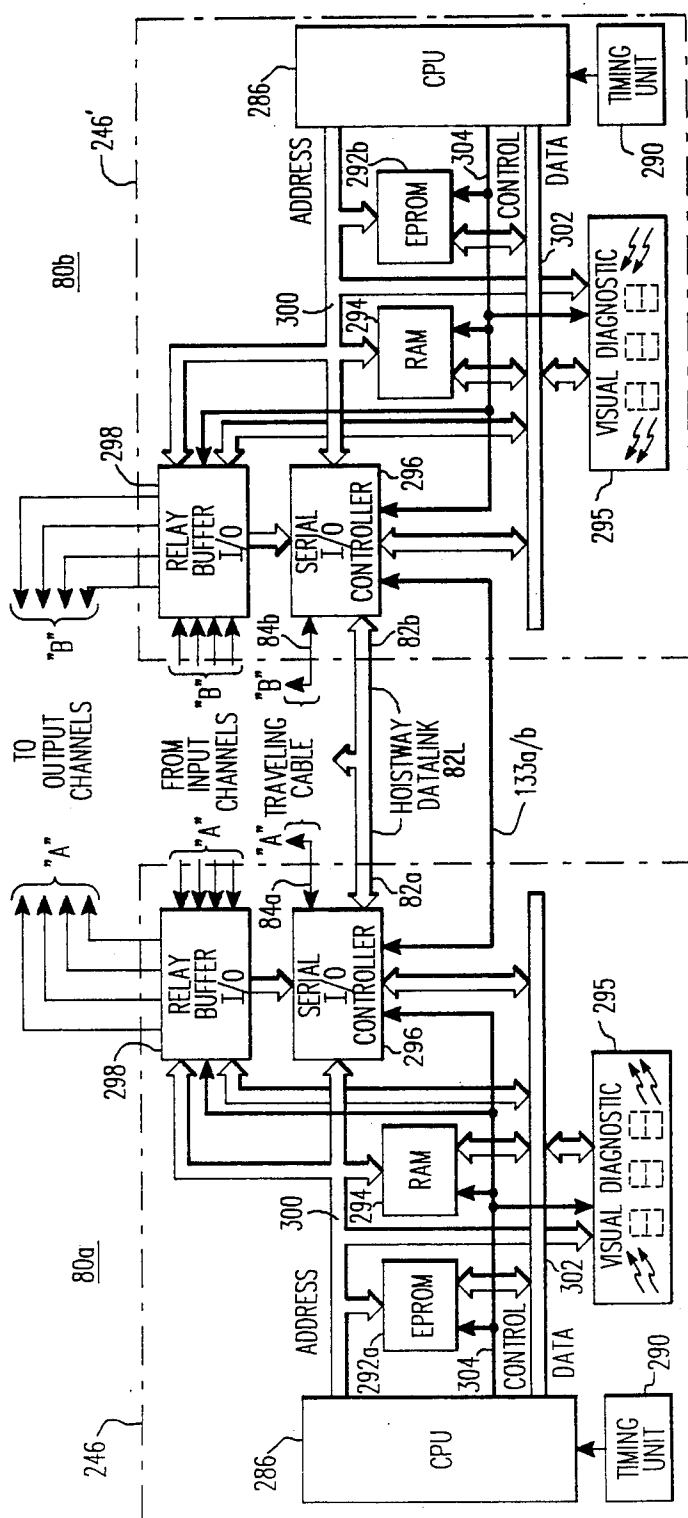 246
80a
286
CPU
TIMING
UNIT
290
ADDRESS
292a
EPROM
304
CONTROL
DATA
300
294
RAM
302
VISUAL DIAGNOSTIC
295
298
RELAY
BUFFER
I/O
SERIAL
I/O
CONTROLLER
296
"A"
TO
OUTPUT
CHANNELS
"B"
"A"
FROM
INPUT
CHANNELS
"B"
84a
"A"
TRAVELING
CABLE
"B"
84b
82a
HOISTWAY
DATALINK
82L
82b
133a/b
80b
246'
298
RELAY
BUFFER
I/O
SERIAL
I/O
CONTROLLER
296
300
294
RAM
ADDRESS
292b
EPROM
304
CONTROL
DATA
302
VISUAL DIAGNOSTIC
295
286
CPU
TIMING
UNIT
290